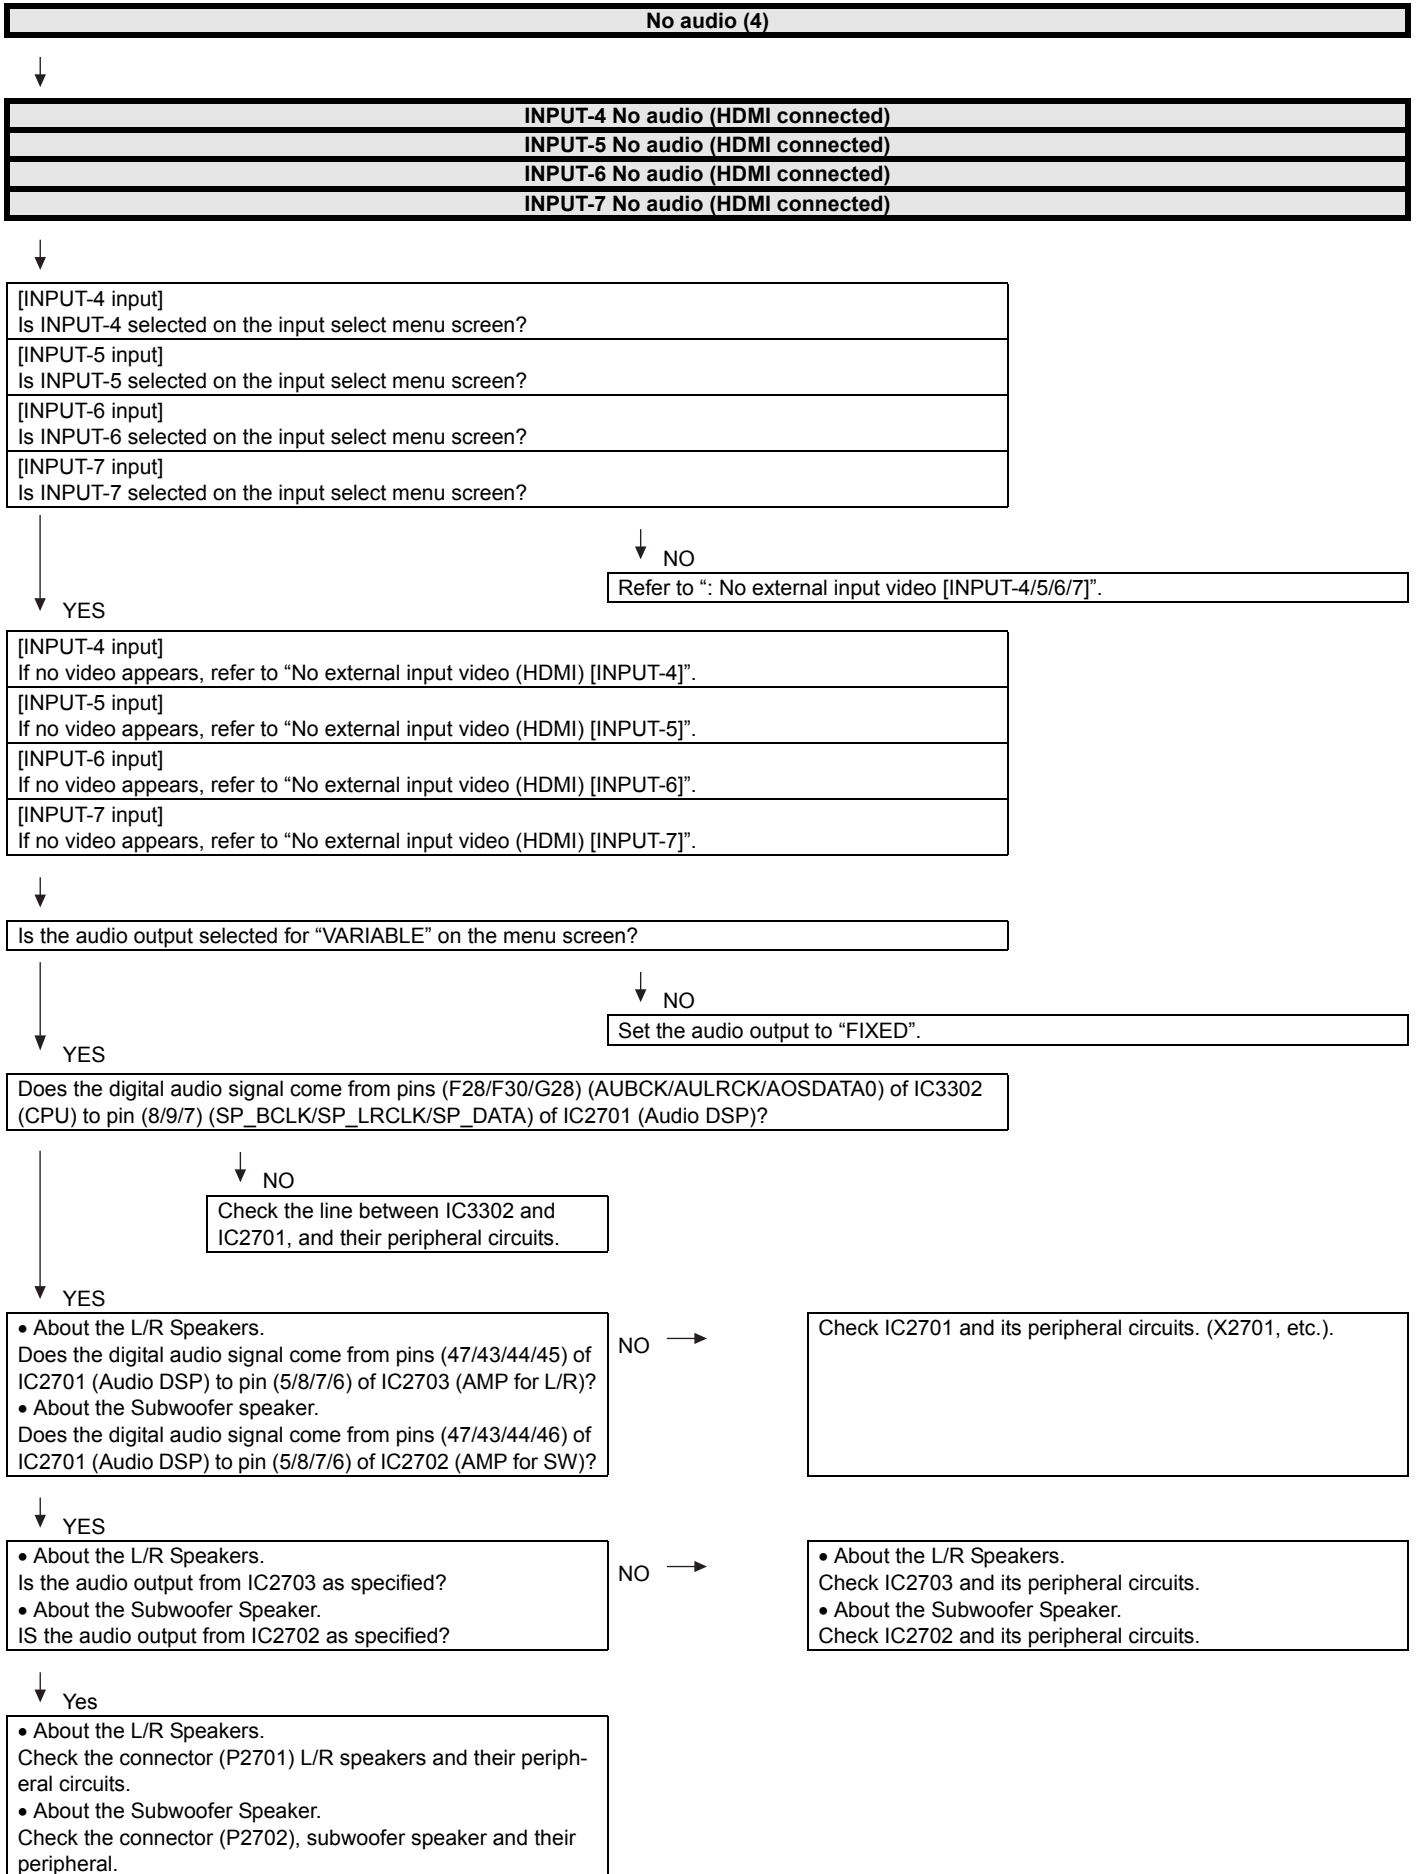 No audio (4)
INPUT-4 No audio (HDMI connected)
INPUT-5 No audio (HDMI connected)
INPUT-6 No audio (HDMI connected)
INPUT-7 No audio (HDMI connected)
[INPUT-4 input]
Is INPUT-4 selected on the input select menu screen?
[INPUT-5 input]
Is INPUT-5 selected on the input select menu screen?
[INPUT-6 input]
Is INPUT-6 selected on the input select menu screen?
[INPUT-7 input]
Is INPUT-7 selected on the input select menu screen?
NO
Refer to “: No external input video [INPUT-4/5/6/7]”.
YES
[INPUT-4 input]
If no video appears, refer to “No external input video (HDMI) [INPUT-4]”.
[INPUT-5 input]
If no video appears, refer to “No external input video (HDMI) [INPUT-5]”.
[INPUT-6 input]
If no video appears, refer to “No external input video (HDMI) [INPUT-6]”.
[INPUT-7 input]
If no video appears, refer to “No external input video (HDMI) [INPUT-7]”.
Is the audio output selected for “VARIABLE” on the menu screen?
NO
Set the audio output to “FIXED”.
YES
Does the digital audio signal come from pins (F28/F30/G28) (AUBCK/AULRCK/AOSDATA0) of IC3302
(CPU) to pin (8/9/7) (SP_BCLK/SP_LRCLK/SP_DATA) of IC2701 (Audio DSP)?
NO
Check the line between IC3302 and
IC2701, and their peripheral circuits.
YES
• About the L/R Speakers.
Does the digital audio signal come from pins (47/43/44/45) of
IC2701 (Audio DSP) to pin (5/8/7/6) of IC2703 (AMP for L/R)?
• About the Subwoofer speaker.
Does the digital audio signal come from pins (47/43/44/46) of
IC2701 (Audio DSP) to pin (5/8/7/6) of IC2702 (AMP for SW)?
NO
Check IC2701 and its peripheral circuits. (X2701, etc.).
YES
• About the L/R Speakers.
Is the audio output from IC2703 as specified?
• About the Subwoofer Speaker.
IS the audio output from IC2702 as specified?
NO
• About the L/R Speakers.
Check IC2703 and its peripheral circuits.
• About the Subwoofer Speaker.
Check IC2702 and its peripheral circuits.
Yes
• About the L/R Speakers.
Check the connector (P2701) L/R speakers and their periph-
eral circuits.
• About the Subwoofer Speaker.
Check the connector (P2702), subwoofer speaker and their
peripheral.